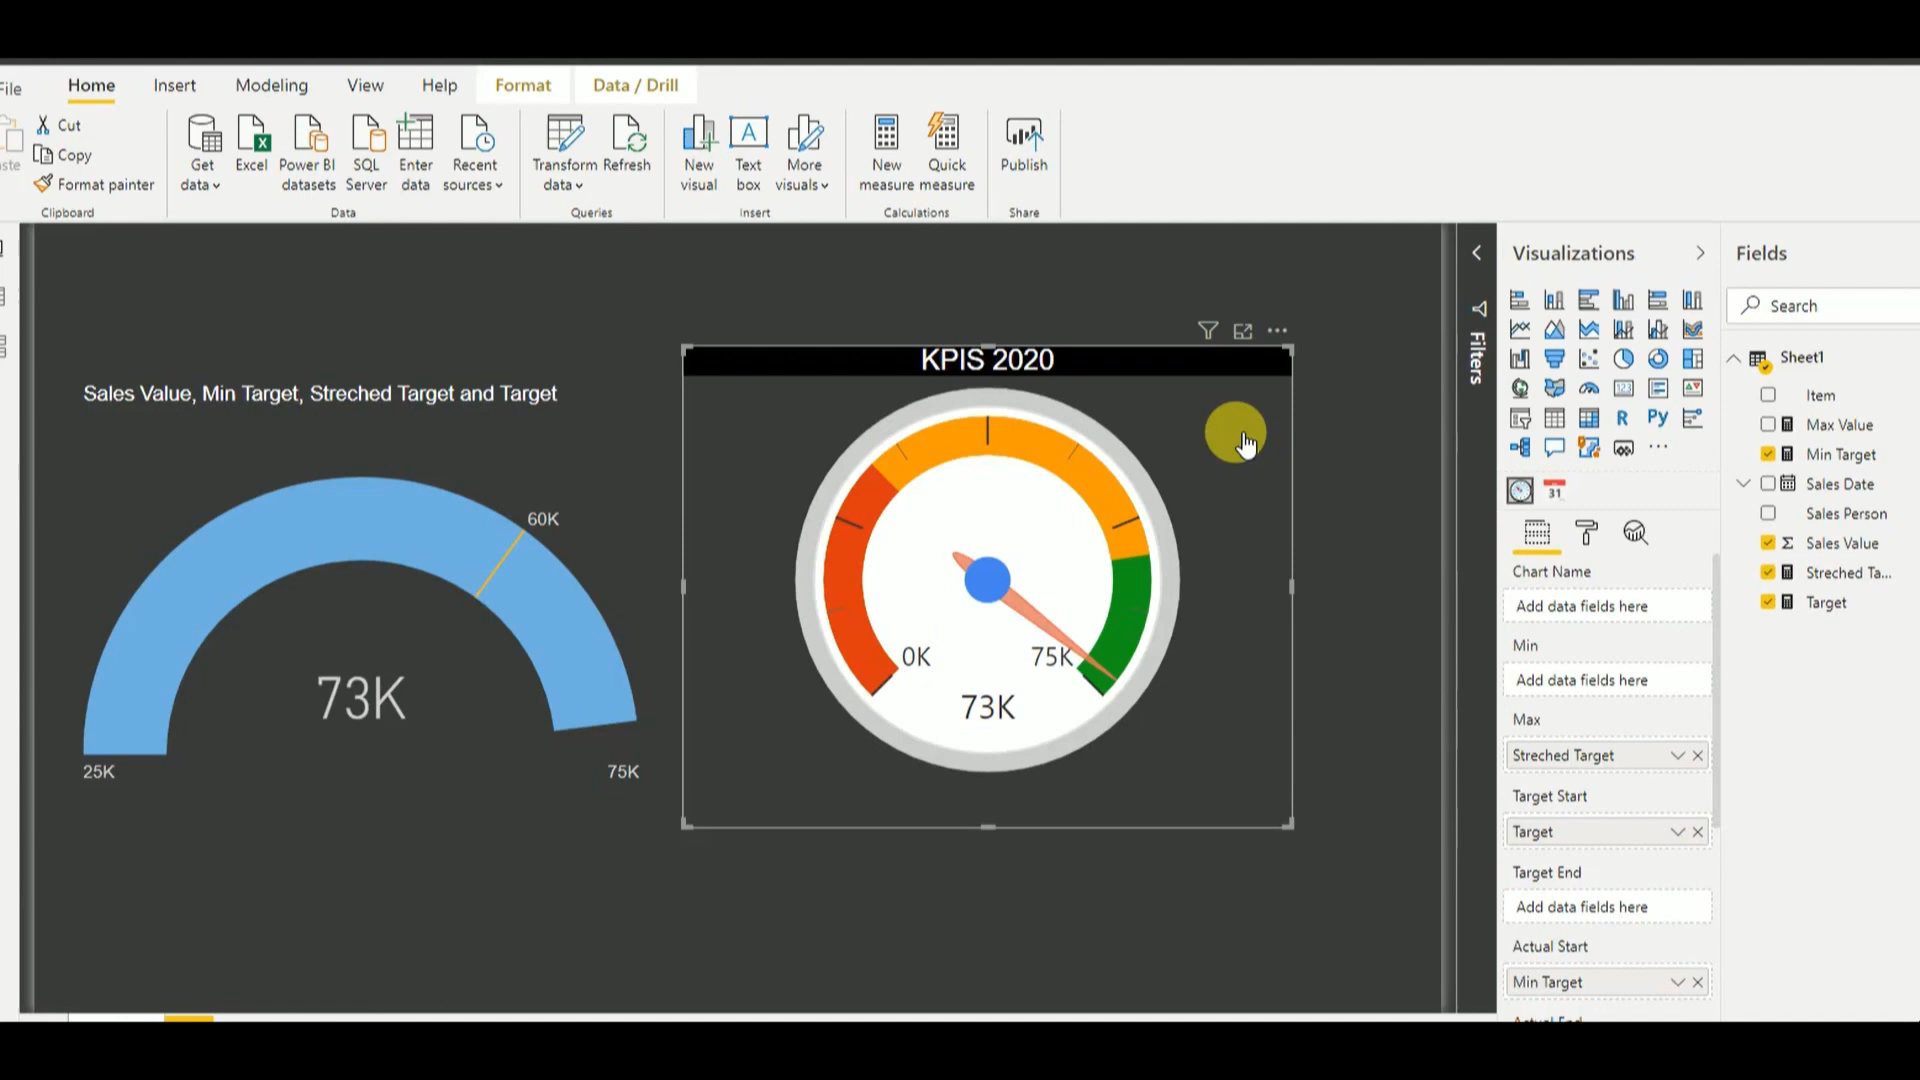 File
Home
Insert
Modeling
View
Help
Format
Data / Drill
Cut
Copy
Format painter
Clipboard
Get data
Excel
Power BI datasets
SQL Server
Enter data
Recent sources
Data
Transform data
Refresh
Queries
New visual
Text box
More visuals
Insert
New measure
Quick measure
Calculations
Publish
Share
Sales Value, Min Target, Streched Target and Target
60K
73K
25K
75K
KPIS 2020
0K
75K
73K
Filters
Visualizations
R
Py
31
Chart Name
Add data fields here
Min
Add data fields here
Max
Streched Target
Target Start
Target
Target End
Add data fields here
Actual Start
Min Target
Fields
Search
Sheet1
Item
Max Value
Min Target
Sales Date
Sales Person
Sales Value
Streched Ta...
Target